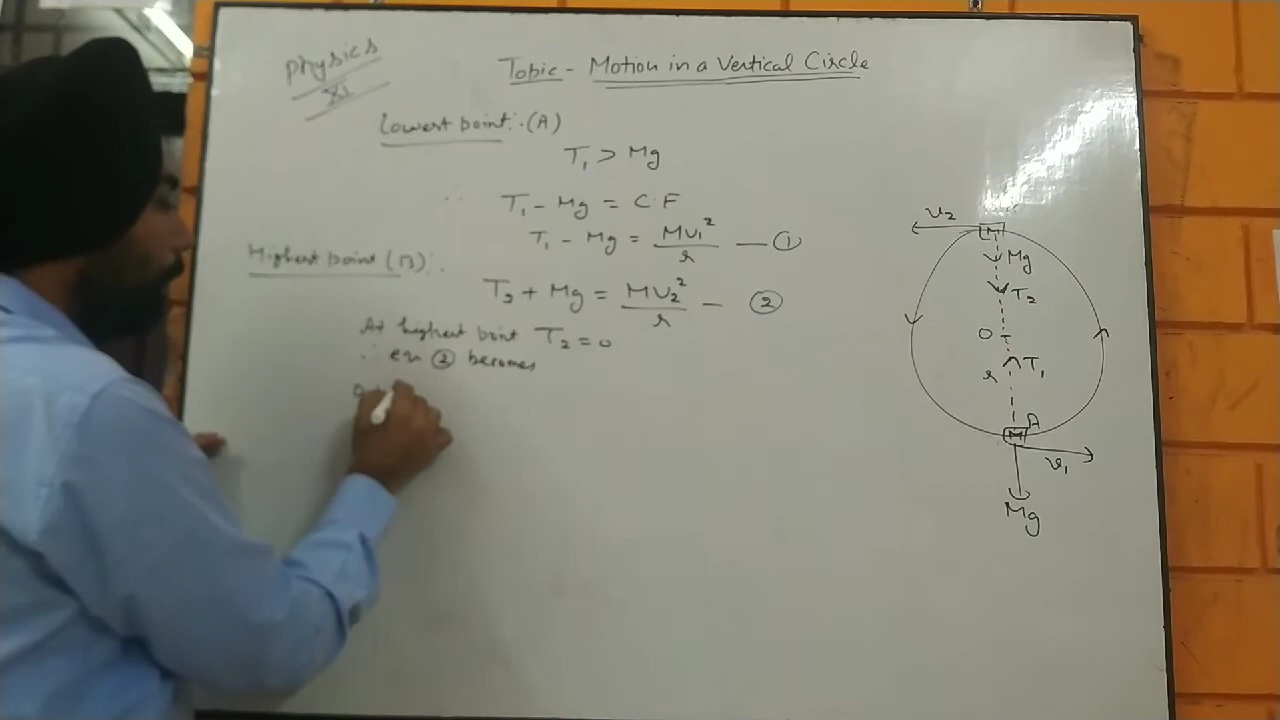 Physics
XI
Topic - Motion in a Vertical Circle
Lowest point :- (A)
T₁ > Mg
∴ T₁ - Mg = C.F
T₁ - Mg = Mv₁²/r — ①
Highest point (B) :
T₂ + Mg = Mv₂²/r — ②
At highest point T₂ = 0
∴ eqn ② becomes
v₂
M
Mg
T₂
O
T₁
r
A
M
v₁
Mg